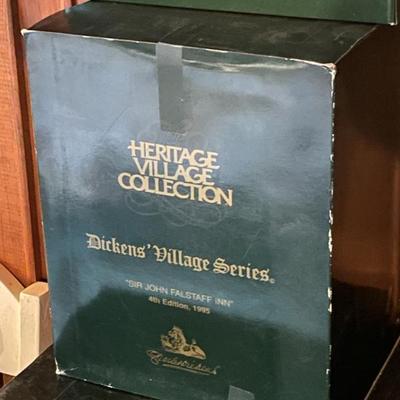 HERITAGE
VILLAGE
COLLECTION
Dickens' Village Series©
"SIR JOHN FALSTAFF INN"
4th Edition, 1995